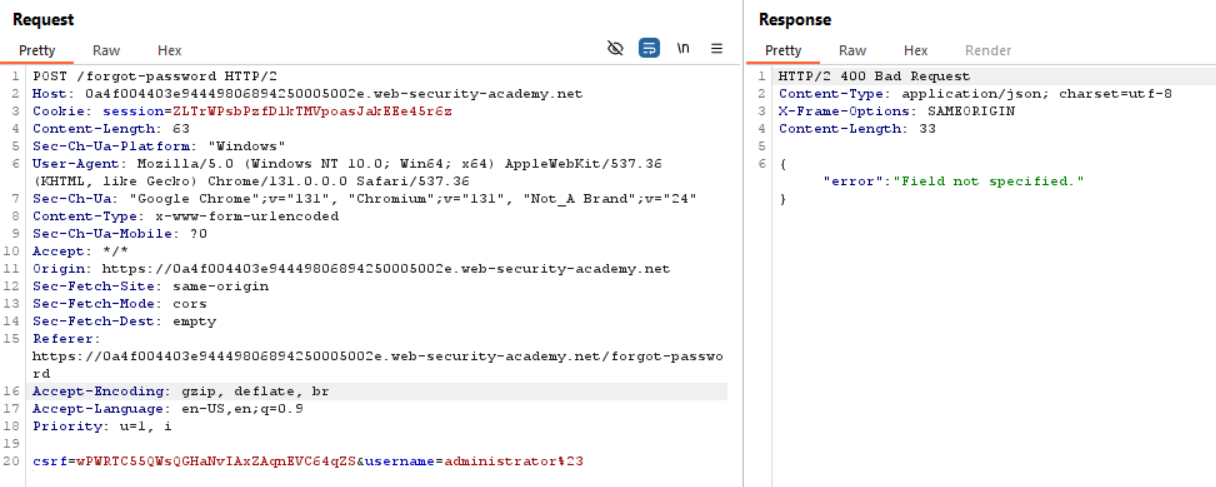 Request
Pretty Raw Hex \n
1 POST /forgot-password HTTP/2
2 Host: 0a4f004403e94449806894250005002e.web-security-academy.net
3 Cookie: session=ZLTrWPsbPzfDlkTMVpoasJakEEe45r6z
4 Content-Length: 63
5 Sec-Ch-Ua-Platform: "Windows"
6 User-Agent: Mozilla/5.0 (Windows NT 10.0; Win64; x64) AppleWebKit/537.36
(KHTML, like Gecko) Chrome/131.0.0.0 Safari/537.36
7 Sec-Ch-Ua: "Google Chrome";v="131", "Chromium";v="131", "Not_A Brand";v="24"
8 Content-Type: x-www-form-urlencoded
9 Sec-Ch-Ua-Mobile: ?0
10 Accept: */*
11 Origin: https://0a4f004403e94449806894250005002e.web-security-academy.net
12 Sec-Fetch-Site: same-origin
13 Sec-Fetch-Mode: cors
14 Sec-Fetch-Dest: empty
15 Referer:
https://0a4f004403e94449806894250005002e.web-security-academy.net/forgot-passwo
rd
16 Accept-Encoding: gzip, deflate, br
17 Accept-Language: en-US,en;q=0.9
18 Priority: u=1, i
19
20 csrf=wPWRTC55QWsQGHaNvIAxZAqnEVC64qZS&username=administrator%23
Response
Pretty Raw Hex Render
1 HTTP/2 400 Bad Request
2 Content-Type: application/json; charset=utf-8
3 X-Frame-Options: SAMEORIGIN
4 Content-Length: 33
5
6 {
"error":"Field not specified."
}